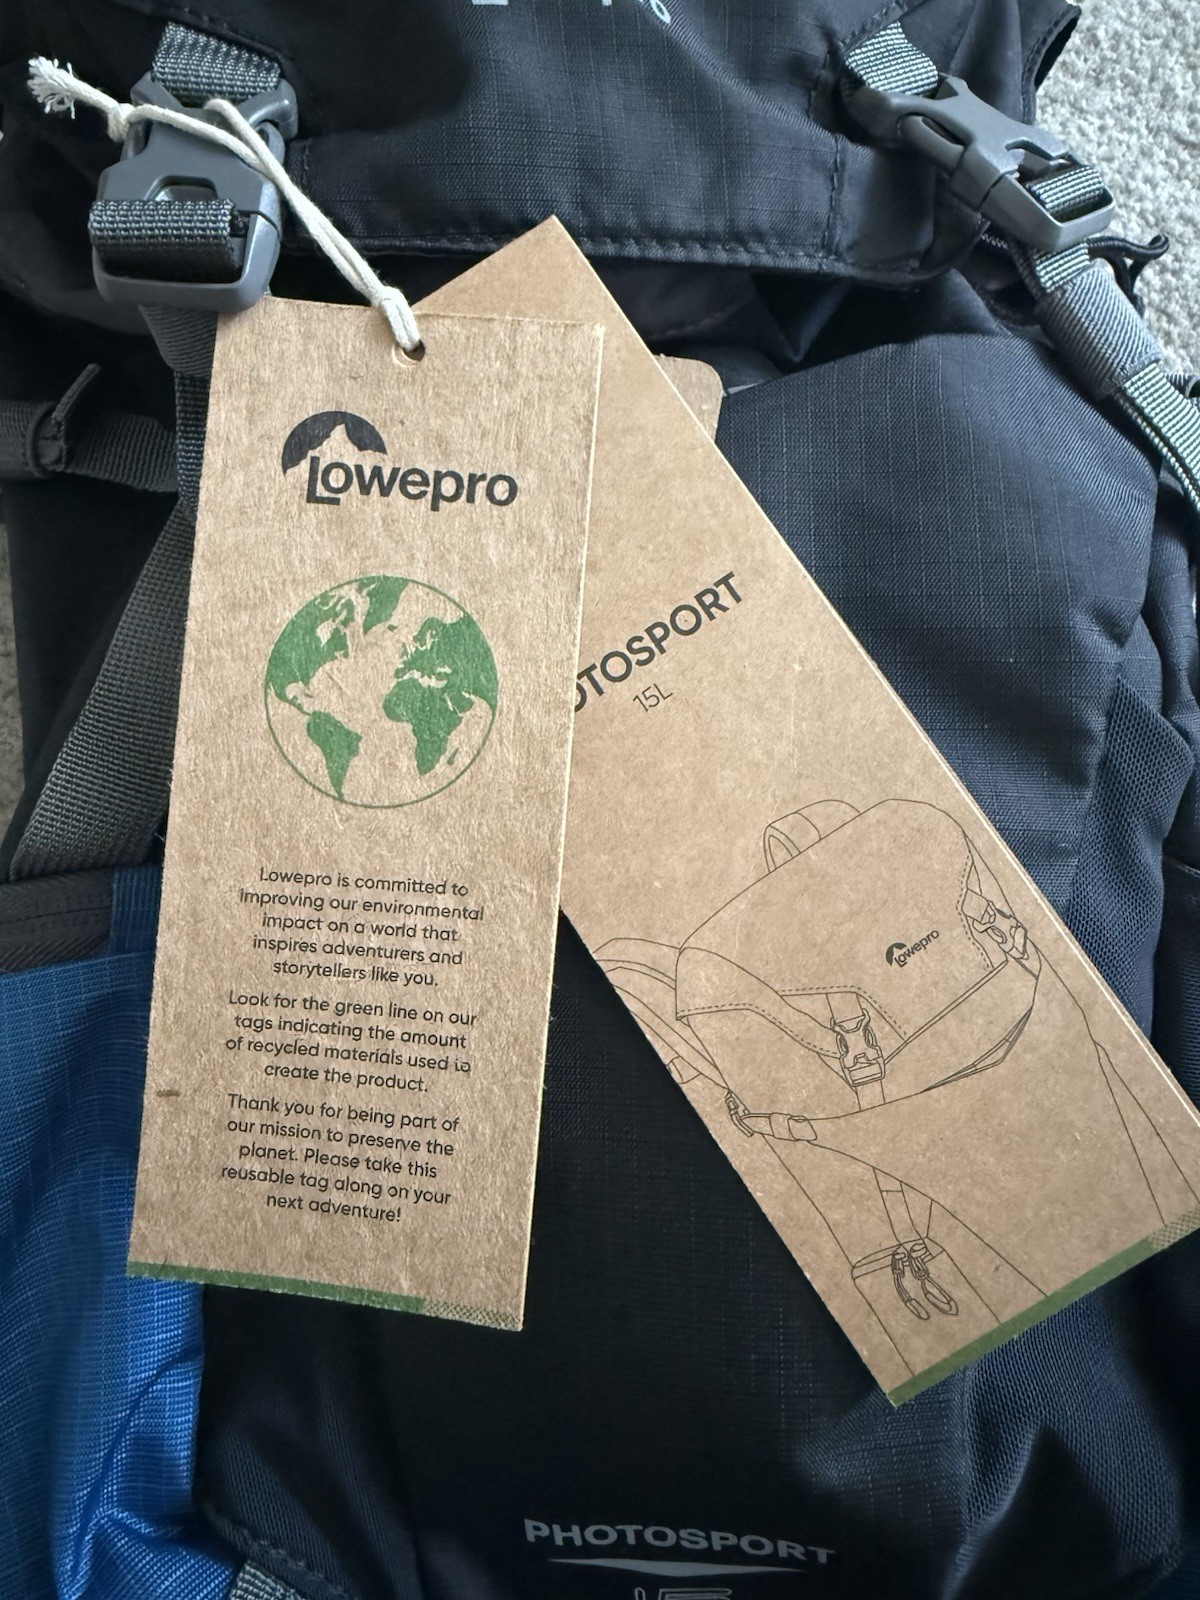 Lowepro
Lowepro is committed to
improving our environmental
impact on a world that
inspires adventurers and
storytellers like you.
Look for the green line on our
tags indicating the amount
of recycled materials used to
create the product.
Thank you for being part of
our mission to preserve the
planet. Please take this
reusable tag along on your
next adventure!
OTOSPORT
15L
Lowepro
PHOTOSPORT
15